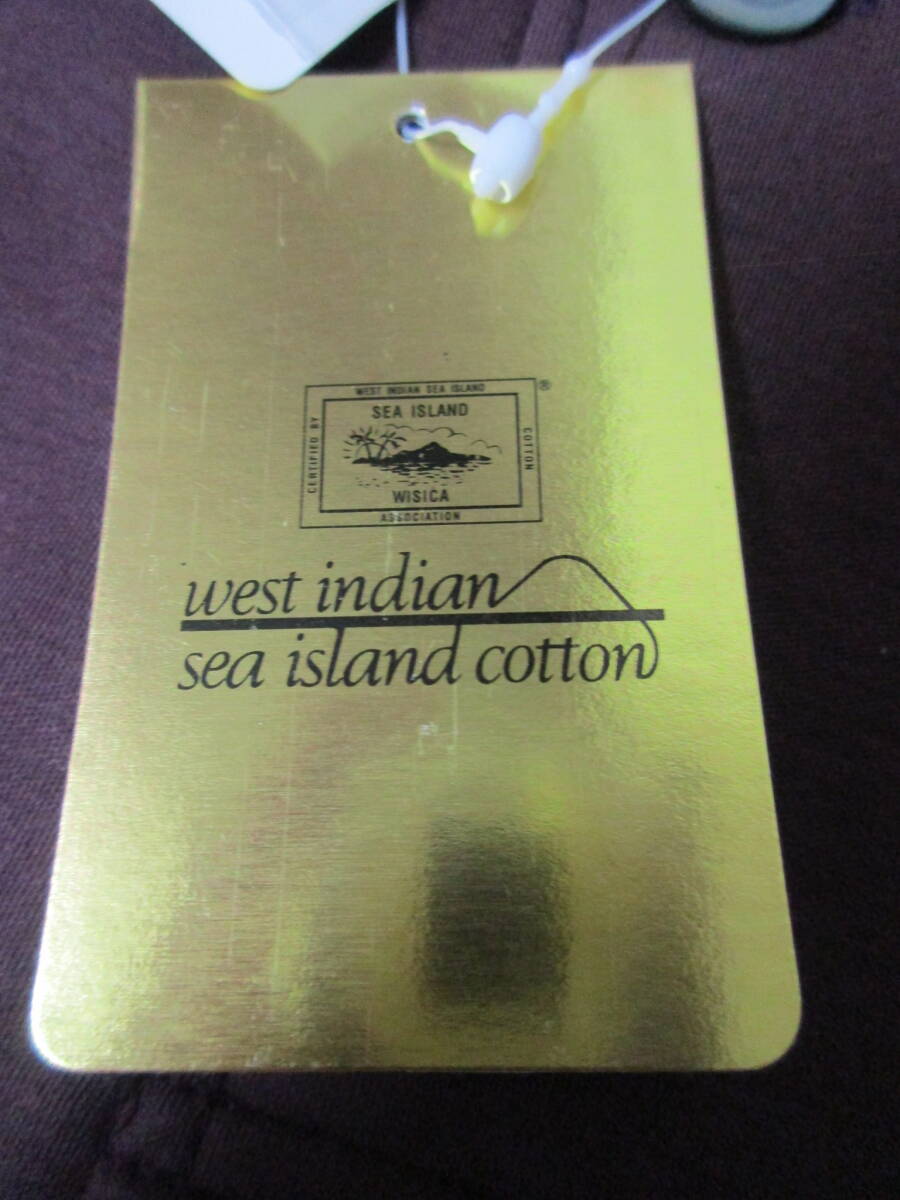 WEST INDIAN SEA ISLAND
®
CERTIFIED BY
SEA ISLAND
COTTON
WISICA
ASSOCIATION
west indian
sea island cotton